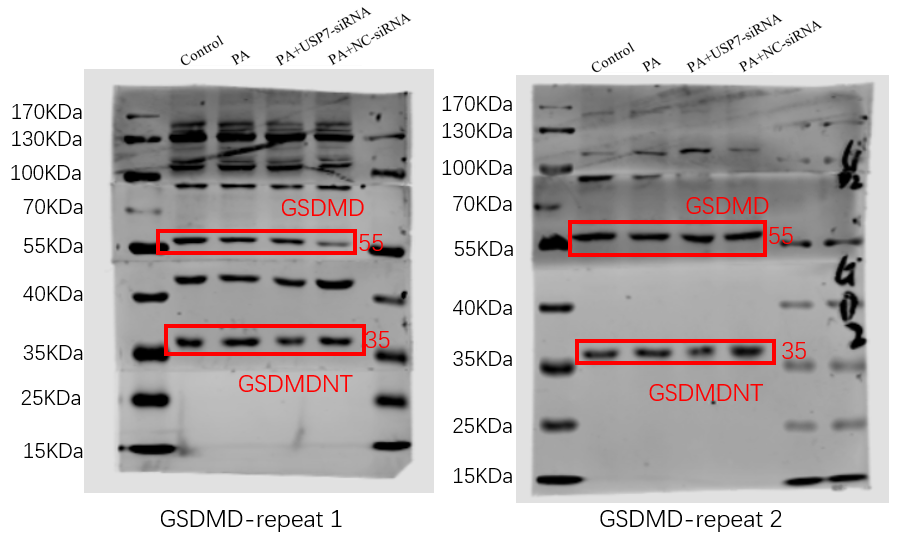 Control PA PA+USP7-siRNA PA+NC-siRNA
170KDa
130KDa
100KDa
70KDa
55KDa
40KDa
35KDa
25KDa
15KDa
GSDMD
55
35
GSDMDNT
GSDMD-repeat 1
Control PA PA+USP7-siRNA PA+NC-siRNA
170KDa
130KDa
100KDa
70KDa
55KDa
40KDa
35KDa
25KDa
15KDa
GSDMD
55
35
GSDMDNT
GSDMD-repeat 2